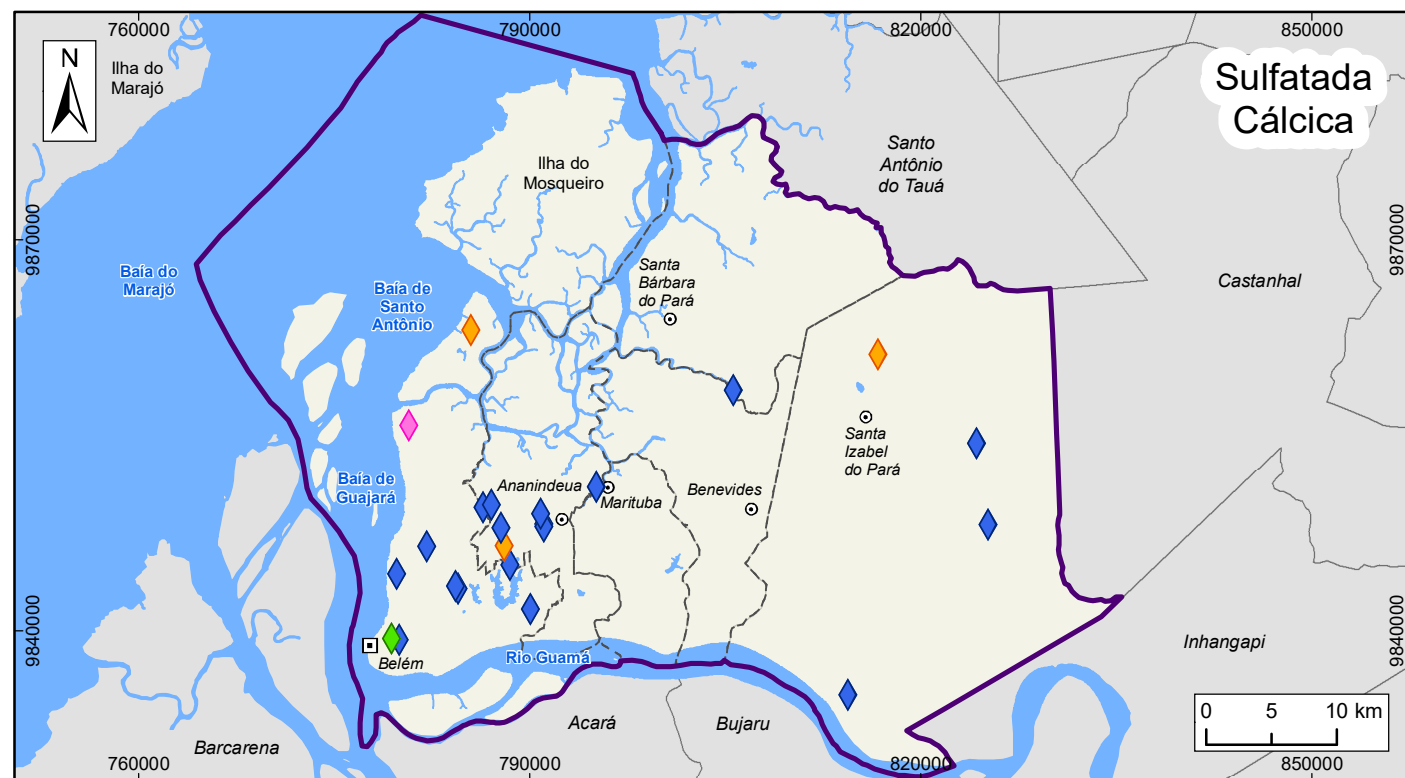 760000
790000
820000
850000
N
Ilha do
Marajó
Sulfatada
Cálcica
Santo
Antônio
do Tauá
Ilha do
Mosqueiro
9870000
9870000
Baía do
Marajó
Baía de
Santo
Antônio
Santa
Bárbara
do Pará
Castanhal
Santa
Izabel
do Pará
Baía de
Guajará
Ananindeua
Marituba
Benevides
9840000
9840000
Belém
Rio Guamá
Inhangapi
Acará
Bujaru
Barcarena
0 5 10 km
760000
790000
820000
850000